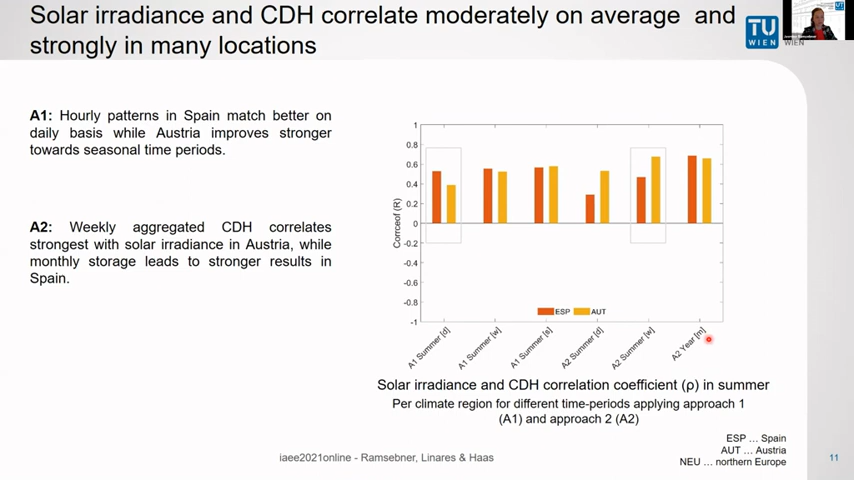 Solar irradiance and CDH correlate moderately on average and
strongly in many locations
TU
WIEN
WIEN
A1: Hourly patterns in Spain match better on
daily basis while Austria improves stronger
towards seasonal time periods.
A2: Weekly aggregated CDH correlates
strongest with solar irradiance in Austria, while
monthly storage leads to stronger results in
Spain.
Corrceof (R)
1
0.8
0.6
0.4
0.2
0
-0.2
-0.4
-0.6
-0.8
-1
ESP
AUT
A1 Summer [d]
A1 Summer [w]
A1 Summer [s]
A2 Summer [d]
A2 Summer [w]
A2 Year [m]
Solar irradiance and CDH correlation coefficient (ρ) in summer
Per climate region for different time-periods applying approach 1
(A1) and approach 2 (A2)
ESP … Spain
AUT … Austria
NEU … northern Europe
iaee2021online - Ramsebner, Linares & Haas
11